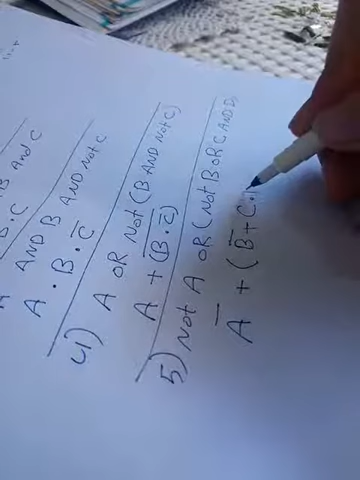 B And C
B . C
A AND B AND Not C
A . B . C̅
4) A OR Not (B AND Not C)
A + (B . C̅)̅
5) Not A OR (Not B OR C AND D,
A̅ + (B̅ + C .